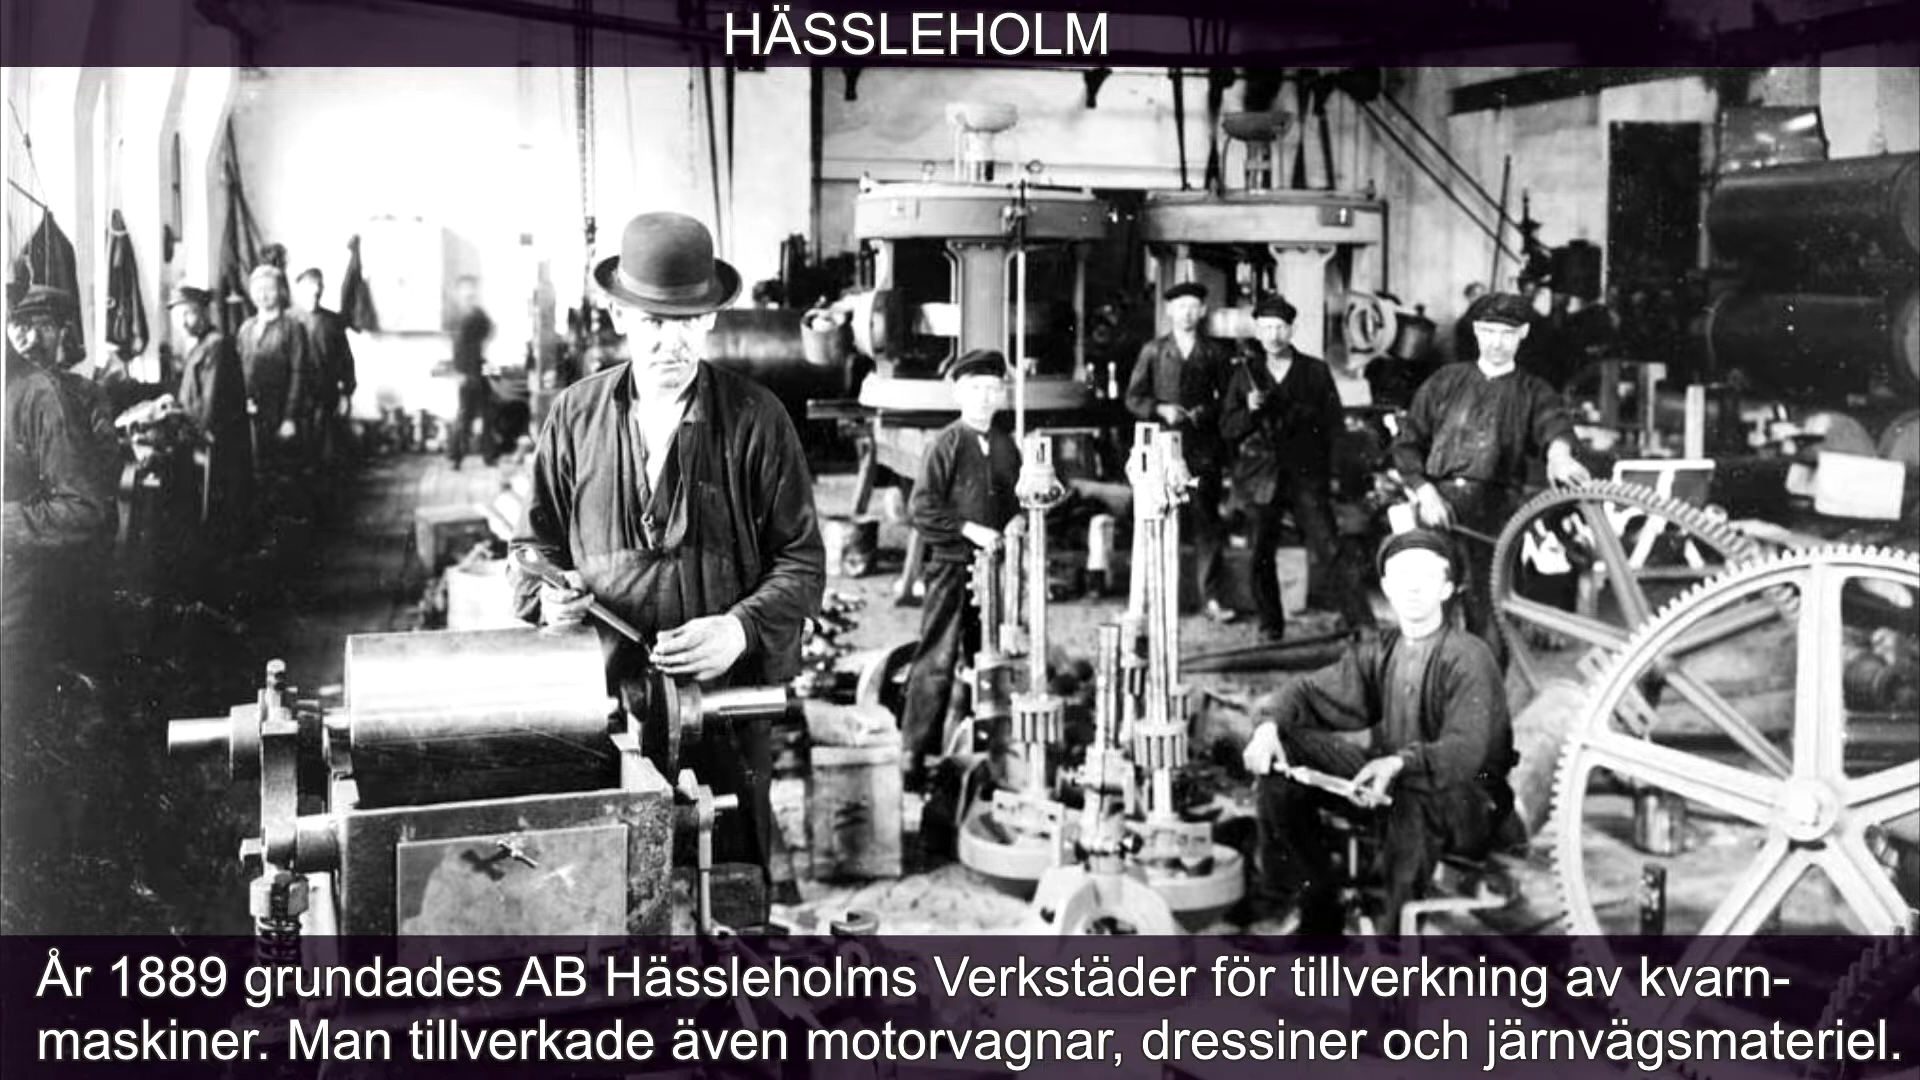 HÄSSLEHOLM
År 1889 grundades AB Hässleholms Verkstäder för tillverkning av kvarn-
maskiner. Man tillverkade även motorvagnar, dressiner och järnvägsmateriel.